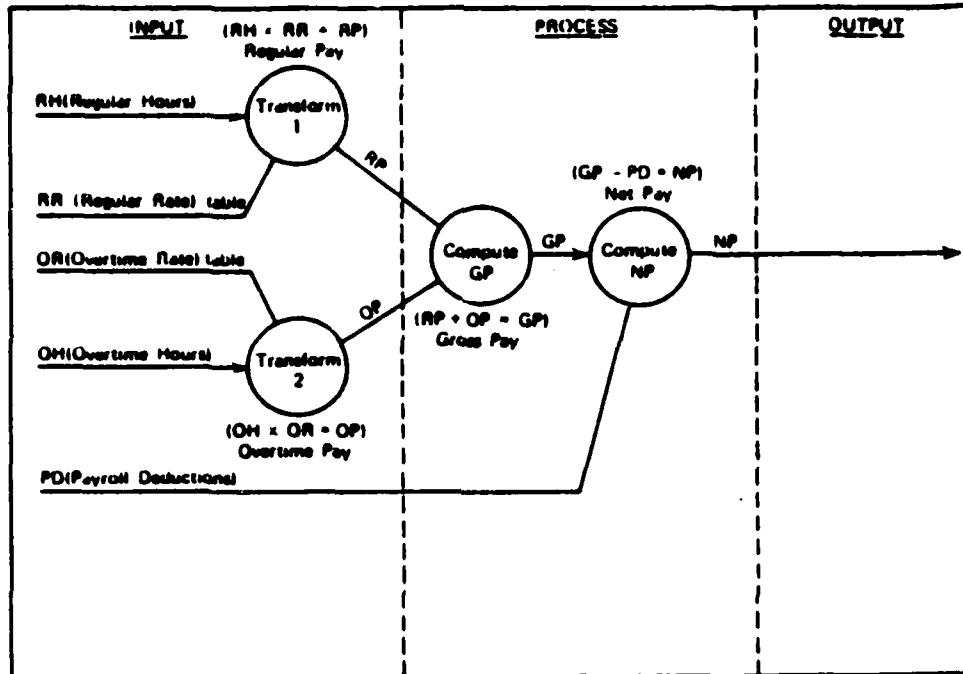 INPUT
PROCESS
OUTPUT
(RH × RR = RP)
Regular Pay
RH(Regular Hours)
Transform
1
RP
RR (Regular Rate) table
(GP - PD = NP)
Net Pay
OR(Overtime Rate) table
Compute
GP
GP
Compute
NP
NP
OP
(RP + OP = GP)
Gross Pay
OH(Overtime Hours)
Transform
2
(OH × OR = OP)
Overtime Pay
PD(Payroll Deductions)